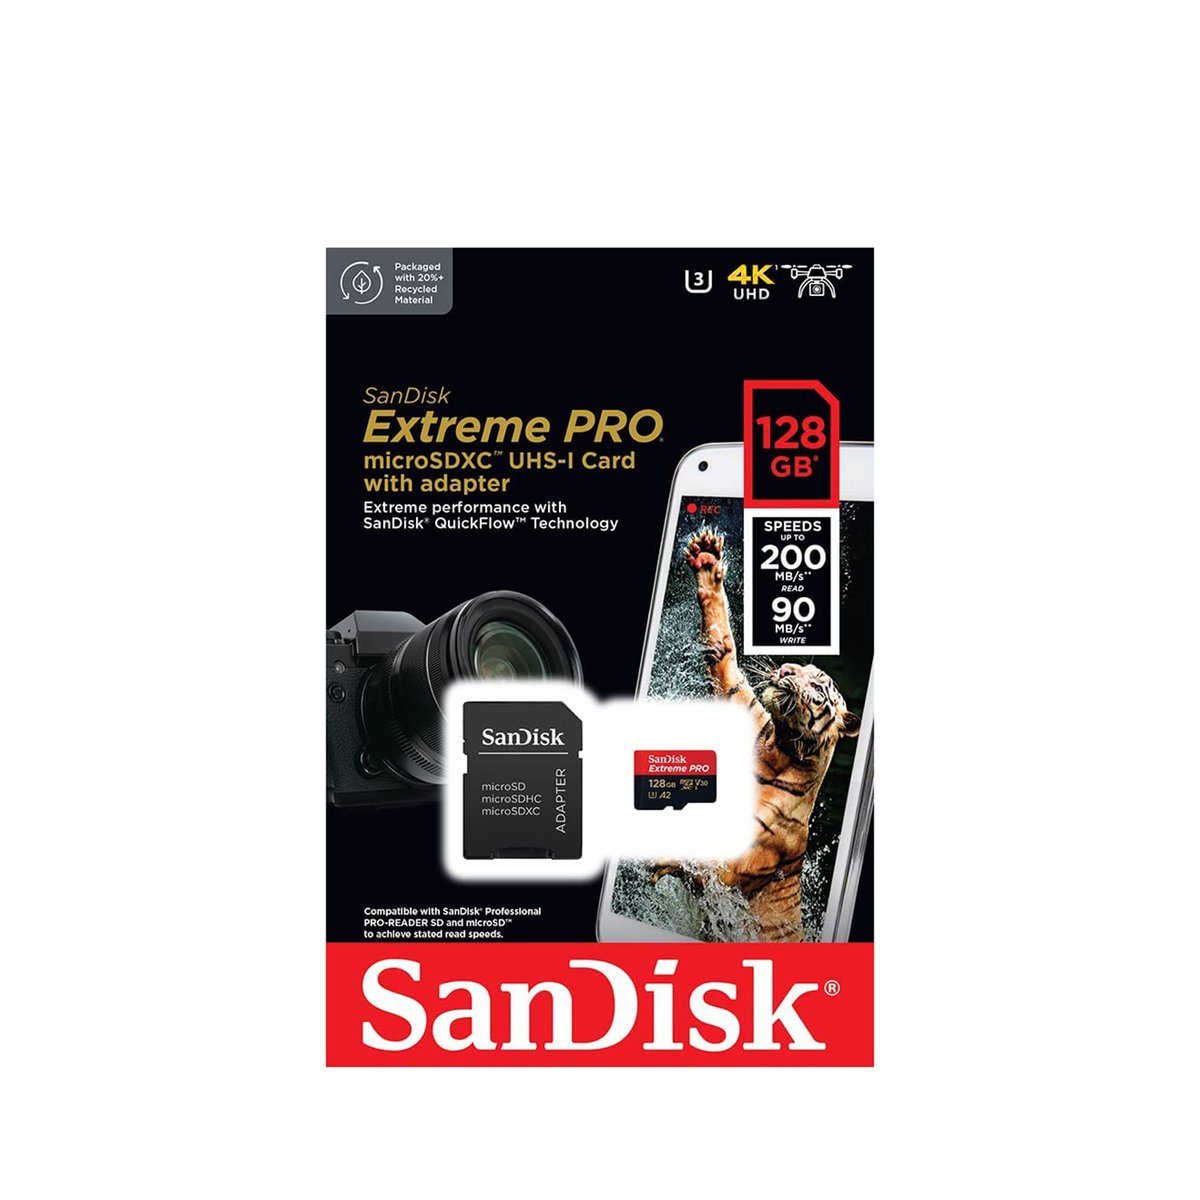 Packaged
with 20%+
Recycled
Material
3
4K
UHD
SanDisk
Extreme PRO®
microSDXC™ UHS-I Card
with adapter
Extreme performance with
SanDisk® QuickFlow™ Technology
128
GB*
REC
SPEEDS
UP TO
200
MB/s**
READ
90
MB/s**
WRITE
SanDisk
microSD
microSDHC
microSDXC
ADAPTER
SanDisk
Extreme PRO
128GB microSD XC I V30
U3 A2
Compatible with SanDisk® Professional
PRO-READER SD and microSD™
to achieve stated read speeds.
SanDisk®